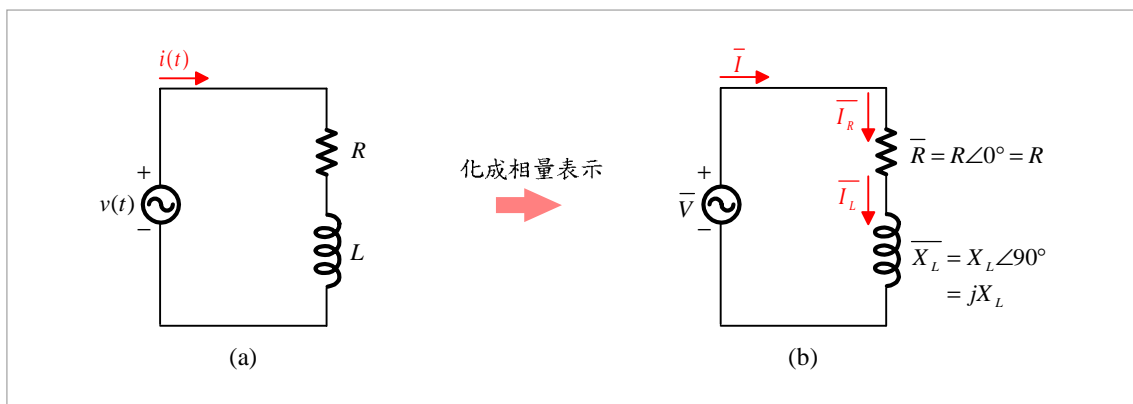 i(t)
+
v(t)
−
R
L
(a)
化成相量表示
I̅
I_R̅
I_L̅
+
V̅
−
R̅ = R∠0° = R
X_L̅ = X_L∠90°
= jX_L
(b)